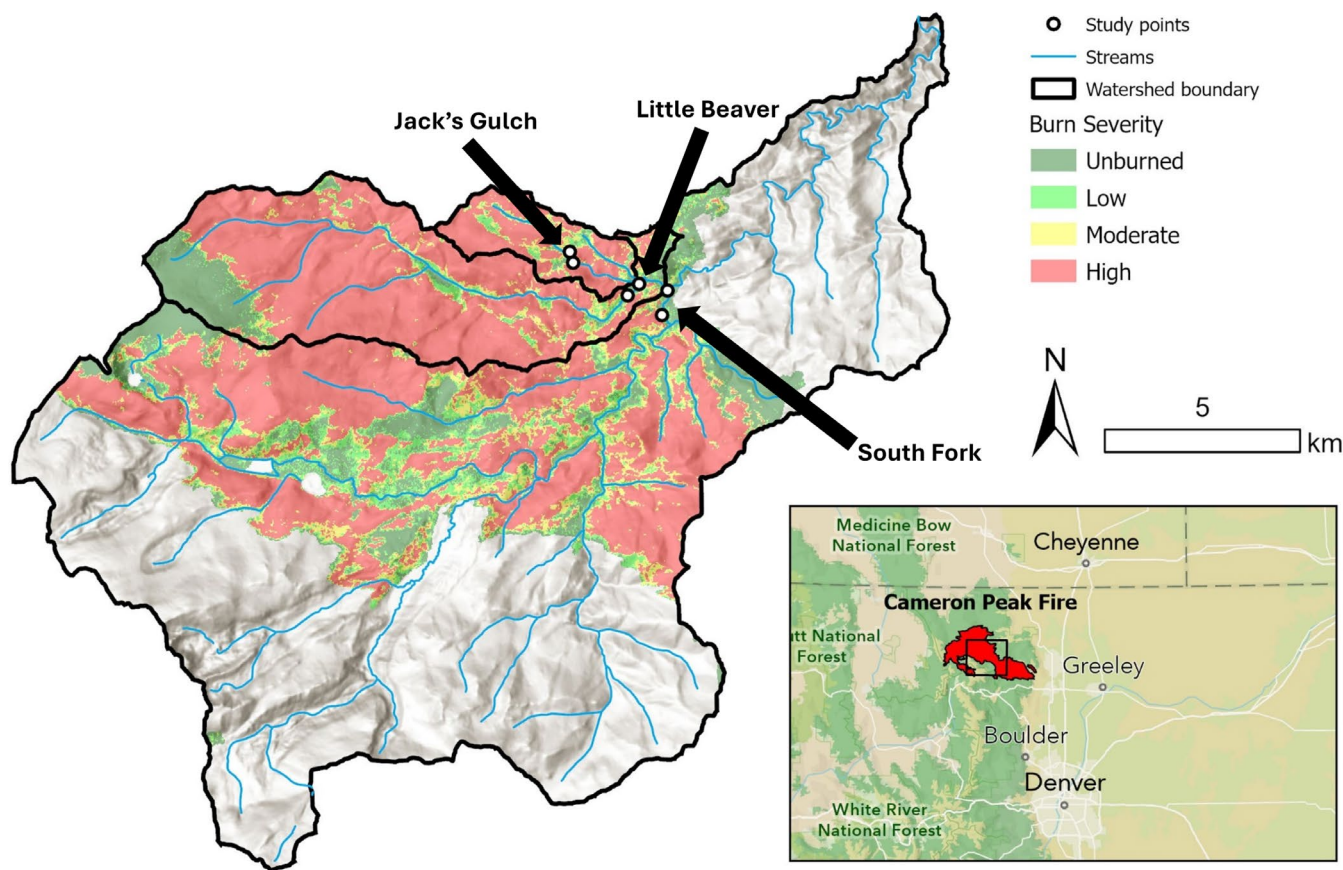 Study points
Streams
Watershed boundary
Burn Severity
Unburned
Low
Moderate
High
Jack's Gulch
Little Beaver
South Fork
N
5
km
Medicine Bow
National Forest
Cheyenne
Cameron Peak Fire
utt National
Forest
Greeley
Boulder
Denver
White River
National Forest